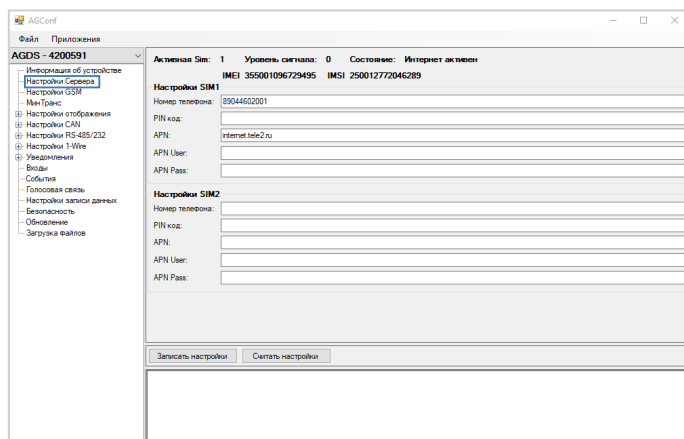 AGConf
Файл Приложения
AGDS - 4200591
Информация об устройстве
Настройки Сервера
Настройки GSM
МинТранс
Настройки отображения
Настройки CAN
Настройки RS-485/232
Настройки 1-Wire
Уведомления
Входы
События
Голосовая связь
Настройки записи данных
Безопасность
Обновление
Загрузка файлов
Активная Sim: 1 Уровень сигнала: 0 Состояние: Интернет активен
IMEI 355001096729495 IMSI 250012772046289
Настройки SIM1
Номер телефона: 89044602001
PIN код:
APN: internet.tele2.ru
APN User:
APN Pass:
Настройки SIM2
Номер телефона:
PIN код:
APN:
APN User:
APN Pass:
Записать настройки Считать настройки